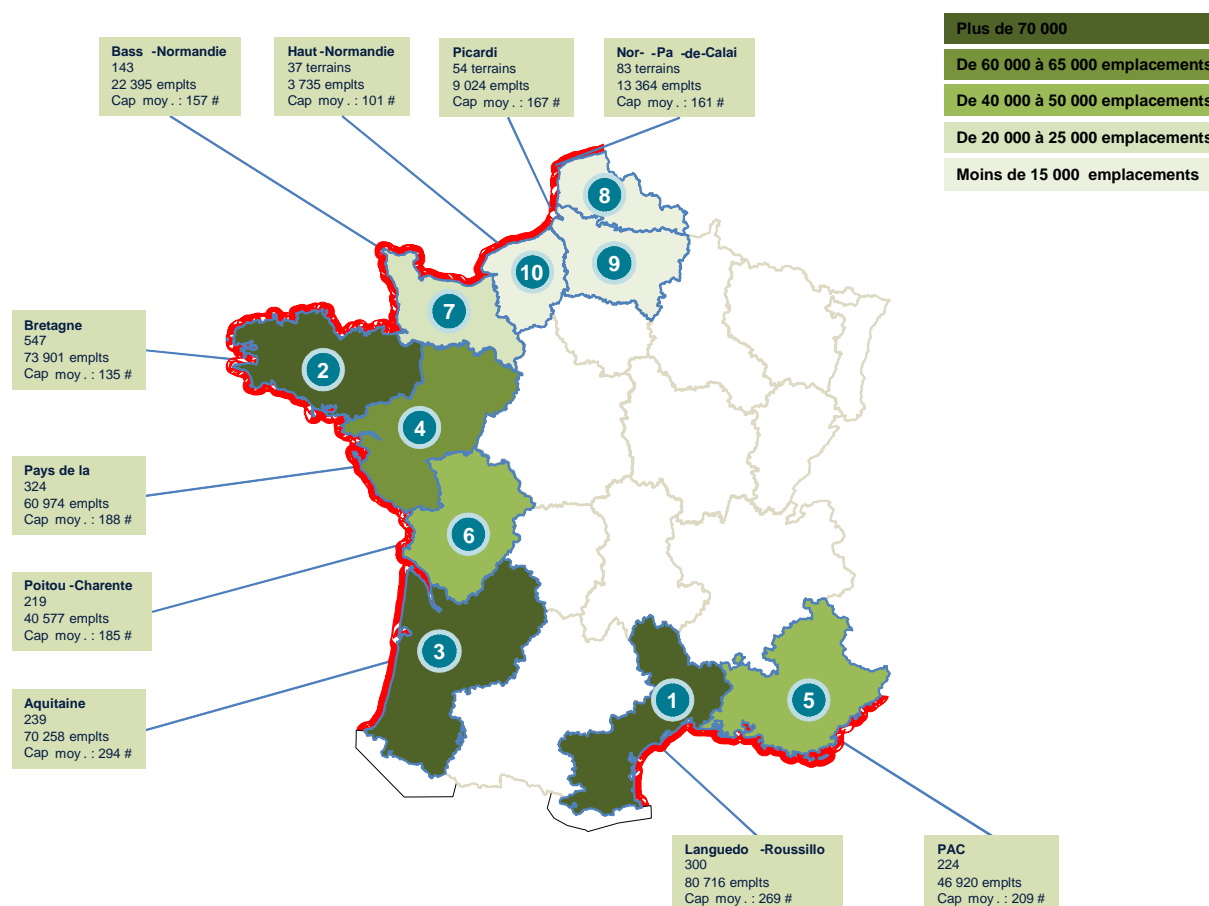 Plus de 70 000
De 60 000 à 65 000 emplacements
De 40 000 à 50 000 emplacements
De 20 000 à 25 000 emplacements
Moins de 15 000 emplacements
Bass -Normandie
143
22 395 emplts
Cap moy . : 157 #
Haut -Normandie
37 terrains
3 735 emplts
Cap moy . : 101 #
Picardi
54 terrains
9 024 emplts
Cap moy . : 167 #
Nor- -Pa -de-Calai
83 terrains
13 364 emplts
Cap moy . : 161 #
8
9
10
7
Bretagne
547
73 901 emplts
Cap moy . : 135 #
2
4
Pays de la
324
60 974 emplts
Cap moy . : 188 #
6
Poitou -Charente
219
40 577 emplts
Cap moy . : 185 #
3
Aquitaine
239
70 258 emplts
Cap moy . : 294 #
1
5
Languedo -Roussillo
300
80 716 emplts
Cap moy . : 269 #
PAC
224
46 920 emplts
Cap moy . : 209 #